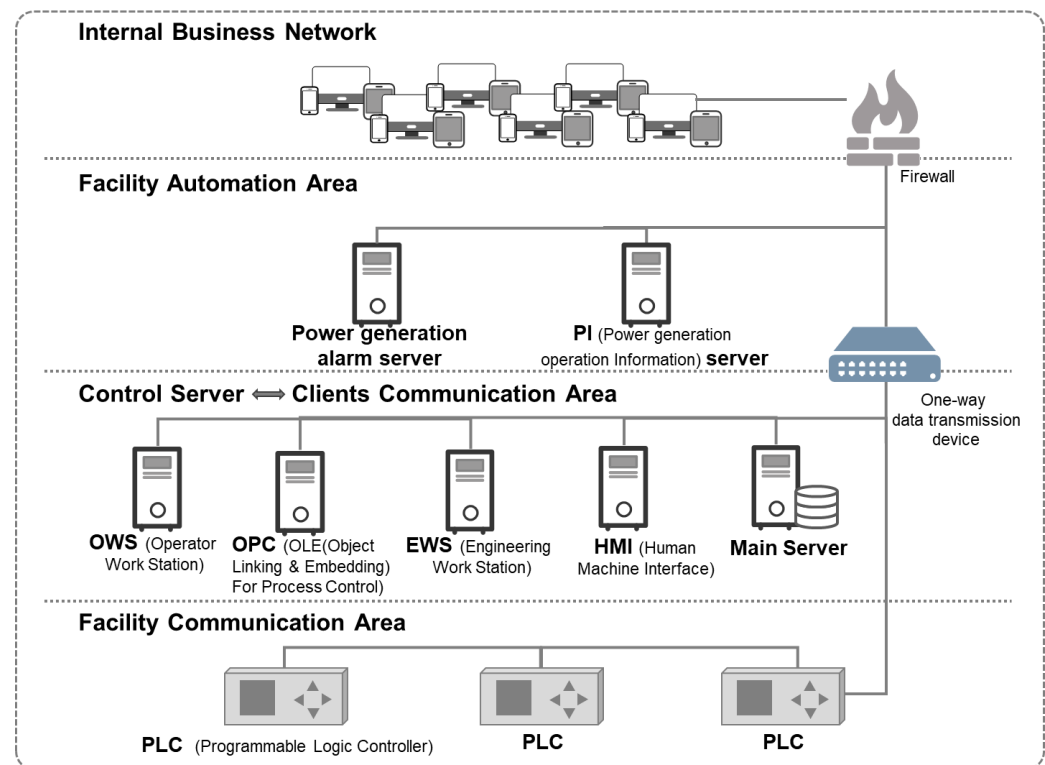 Internal Business Network
Firewall
Facility Automation Area
Power generation
alarm server
PI (Power generation
operation Information) server
Control Server ⟺ Clients Communication Area
One-way
data transmission
device
OWS (Operator
Work Station)
OPC (OLE(Object
Linking & Embedding)
For Process Control)
EWS (Engineering
Work Station)
HMI (Human
Machine Interface)
Main Server
Facility Communication Area
PLC (Programmable Logic Controller)
PLC
PLC